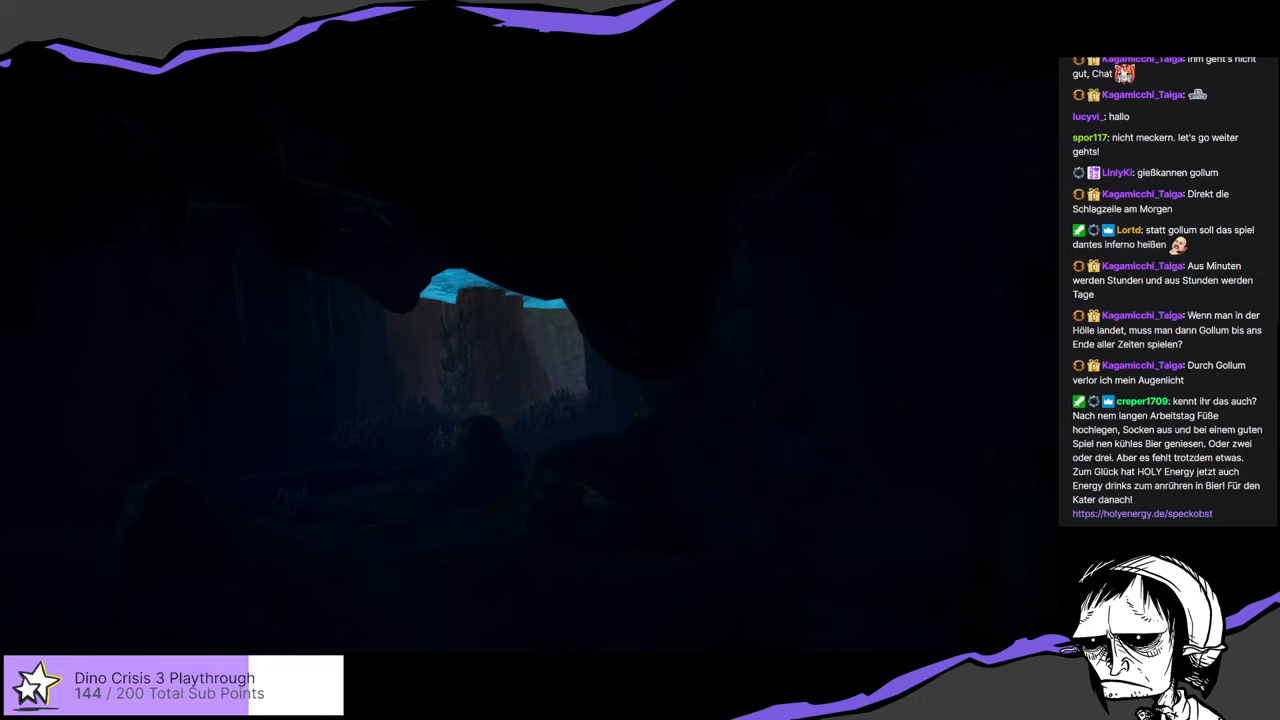 Kagamicchi_Taiga: Ihm geht's nicht
gut, Chat
Kagamicchi_Taiga:
lucyvi_: hallo
spor117: nicht meckern. let's go weiter
gehts!
LinlyKi: gießkannen gollum
Kagamicchi_Taiga: Direkt die
Schlagzeile am Morgen
Lortd: statt gollum soll das spiel
dantes inferno heißen
Kagamicchi_Taiga: Aus Minuten
werden Stunden und aus Stunden werden
Tage
Kagamicchi_Taiga: Wenn man in der
Hölle landet, muss man dann Gollum bis ans
Ende aller Zeiten spielen?
Kagamicchi_Taiga: Durch Gollum
verlor ich mein Augenlicht
creper1709: kennt ihr das auch?
Nach nem langen Arbeitstag Füße
hochlegen, Socken aus und bei einem guten
Spiel nen kühles Bier geniesen. Oder zwei
oder drei. Aber es fehlt trotzdem etwas.
Zum Glück hat HOLY Energy jetzt auch
Energy drinks zum anrühren in Bier! Für den
Kater danach!
https://holyenergy.de/speckobst
Dino Crisis 3 Playthrough
144 / 200 Total Sub Points